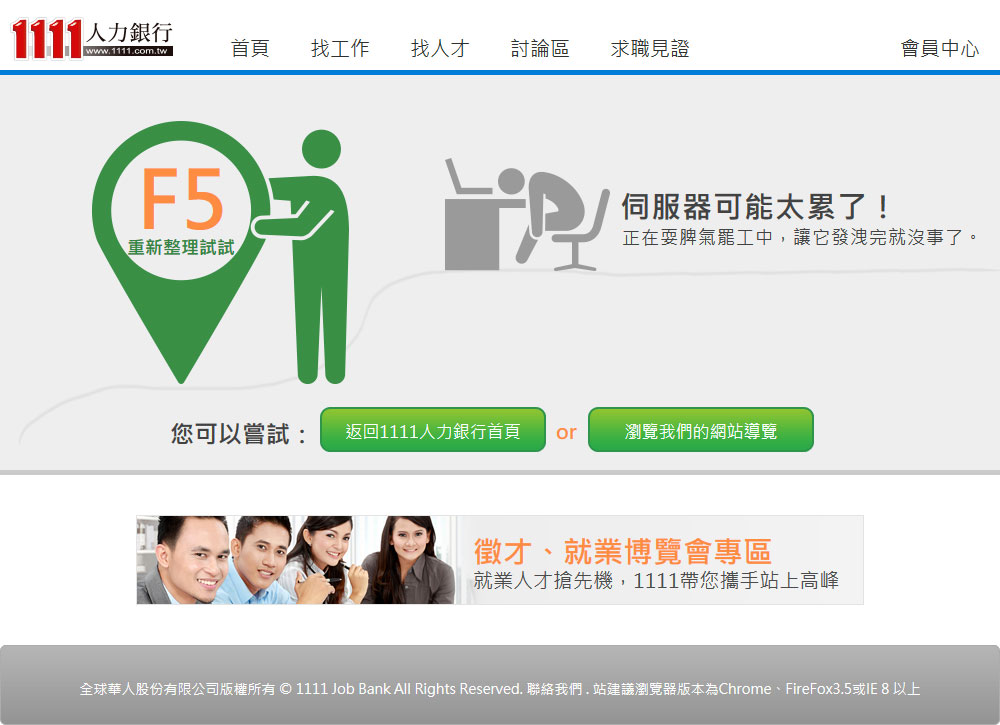 1111 人力銀行
www.1111.com.tw
首頁 找工作 找人才 討論區 求職見證 會員中心
F5
重新整理試試
伺服器可能太累了！
正在耍脾氣罷工中，讓它發洩完就沒事了。
您可以嘗試： 返回1111人力銀行首頁 or 瀏覽我們的網站導覽
徵才、就業博覽會專區
就業人才搶先機，1111帶您攜手站上高峰
全球華人股份有限公司版權所有 © 1111 Job Bank All Rights Reserved. 聯絡我們 . 站建議瀏覽器版本為Chrome、FireFox3.5或IE 8 以上